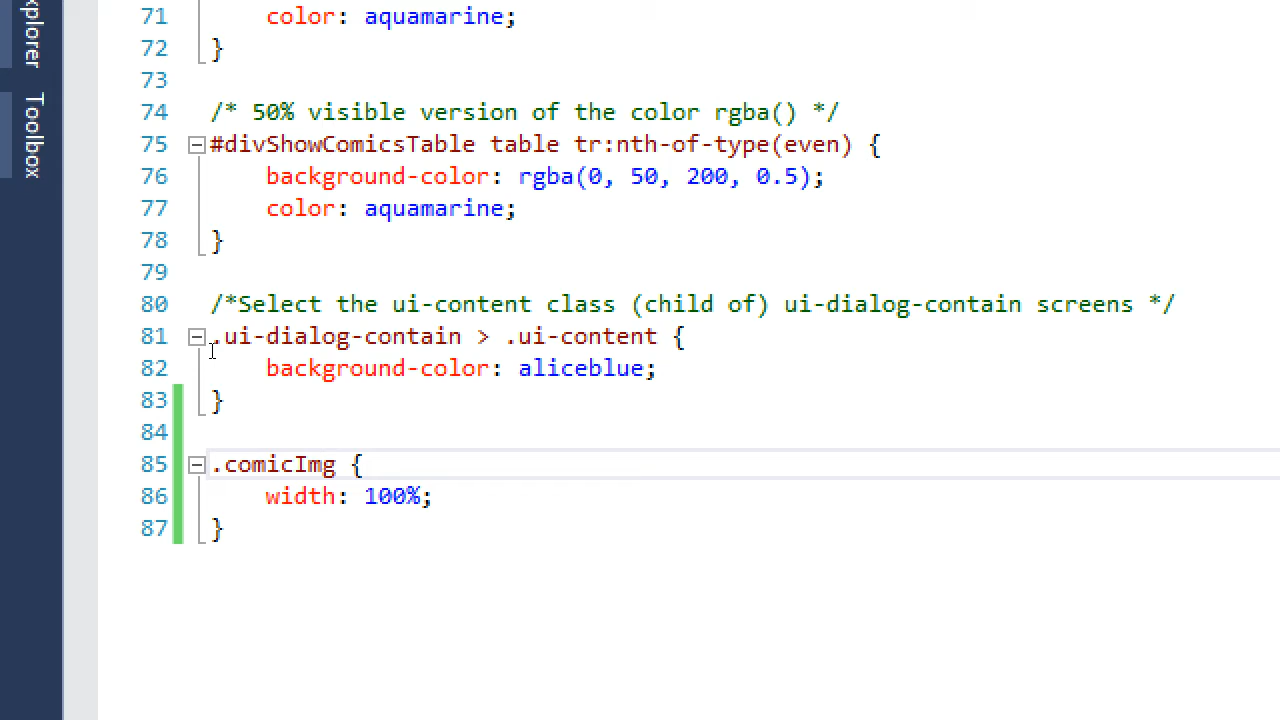 xplorer
Toolbox
71 color: aquamarine;
72 }
73
74 /* 50% visible version of the color rgba() */
75 #divShowComicsTable table tr:nth-of-type(even) {
76 background-color: rgba(0, 50, 200, 0.5);
77 color: aquamarine;
78 }
79
80 /*Select the ui-content class (child of) ui-dialog-contain screens */
81 .ui-dialog-contain > .ui-content {
82 background-color: aliceblue;
83 }
84
85 .comicImg {
86 width: 100%;
87 }